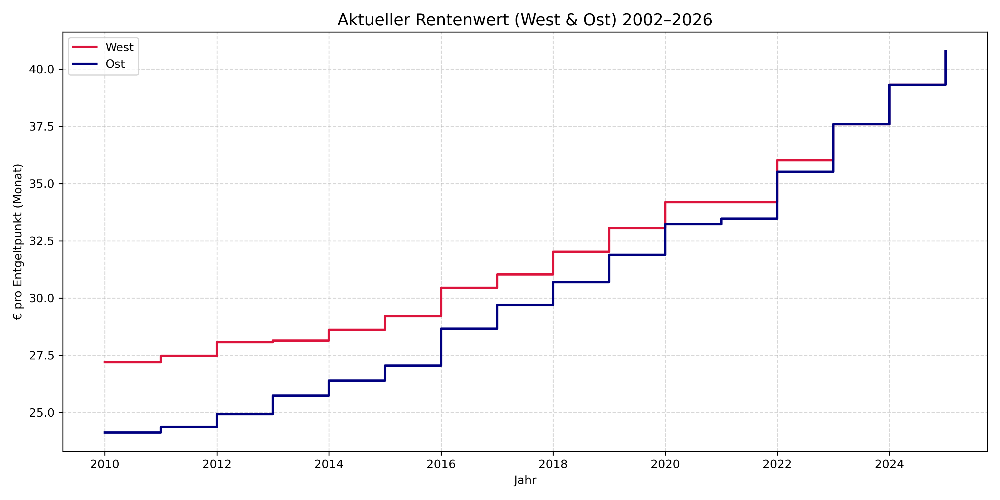 Aktueller Rentenwert (West & Ost) 2002–2026
West
Ost
40.0
37.5
35.0
32.5
30.0
27.5
25.0
€ pro Entgeltpunkt (Monat)
2010 2012 2014 2016 2018 2020 2022 2024
Jahr